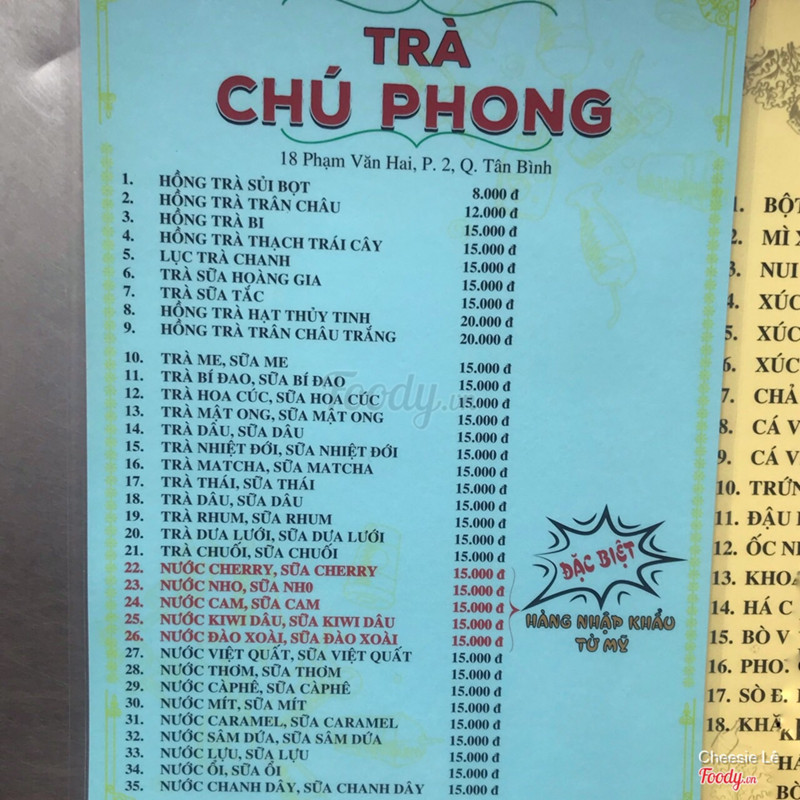 TRÀ
CHÚ PHONG
18 Phạm Văn Hai, P. 2, Q. Tân Bình
1. HỒNG TRÀ SỦI BỌT 8.000 đ
2. HỒNG TRÀ TRÂN CHÂU 12.000 đ
3. HỒNG TRÀ BI 15.000 đ
4. HỒNG TRÀ THẠCH TRÁI CÂY 15.000 đ
5. LỤC TRÀ CHANH 15.000 đ
6. TRÀ SỮA HOÀNG GIA 15.000 đ
7. TRÀ SỮA TẮC 15.000 đ
8. HỒNG TRÀ HẠT THỦY TINH 20.000 đ
9. HỒNG TRÀ TRÂN CHÂU TRẮNG 20.000 đ
10. TRÀ ME, SỮA ME 15.000 đ
11. TRÀ BÍ ĐAO, SỮA BÍ ĐAO 15.000 đ
12. TRÀ HOA CÚC, SỮA HOA CÚC 15.000 đ
13. TRÀ MẬT ONG, SỮA MẬT ONG 15.000 đ
14. TRÀ DÂU, SỮA DÂU 15.000 đ
15. TRÀ NHIỆT ĐỚI, SỮA NHIỆT ĐỚI 15.000 đ
16. TRÀ MATCHA, SỮA MATCHA 15.000 đ
17. TRÀ THÁI, SỮA THÁI 15.000 đ
18. TRÀ DÂU, SỮA DÂU 15.000 đ
19. TRÀ RHUM, SỮA RHUM 15.000 đ
20. TRÀ DƯA LƯỚI, SỮA DƯA LƯỚI 15.000 đ
21. TRÀ CHUỐI, SỮA CHUỐI 15.000 đ
22. NƯỚC CHERRY, SỮA CHERRY 15.000 đ
23. NƯỚC NHO, SỮA NH0 15.000 đ
24. NƯỚC CAM, SỮA CAM 15.000 đ
25. NƯỚC KIWI DÂU, SỮA KIWI DÂU 15.000 đ
26. NƯỚC ĐÀO XOÀI, SỮA ĐÀO XOÀI 15.000 đ
27. NƯỚC VIỆT QUẤT, SỮA VIỆT QUẤT 15.000 đ
28. NƯỚC THƠM, SỮA THƠM 15.000 đ
29. NƯỚC CÀPHÊ, SỮA CÀPHÊ 15.000 đ
30. NƯỚC MÍT, SỮA MÍT 15.000 đ
31. NƯỚC CARAMEL, SỮA CARAMEL 15.000 đ
32. NƯỚC SÂM DỨA, SỮA SÂM DỨA 15.000 đ
33. NƯỚC LỰU, SỮA LỰU 15.000 đ
34. NƯỚC ỔI, SỮA ỔI 15.000 đ
35. NƯỚC CHANH DÂY, SỮA CHANH DÂY 15.000 đ
ĐẶC BIỆT
HÀNG NHẬP KHẨU
TỪ MỸ
1. BỘT
2. MÌ X
3. NUI
4. XÚC
5. XÚC
6. XÚC
7. CHẢ
8. CÁ V
9. CÁ V
10. TRỨN
11. ĐẬU
12. ỐC N
13. KHOA
14. HÁ C
15. BÒ V
16. PHO
17. SÒ
18. KHĂ
HA
BÒ
Foody.vn
Cheesie Lê
Foody.vn